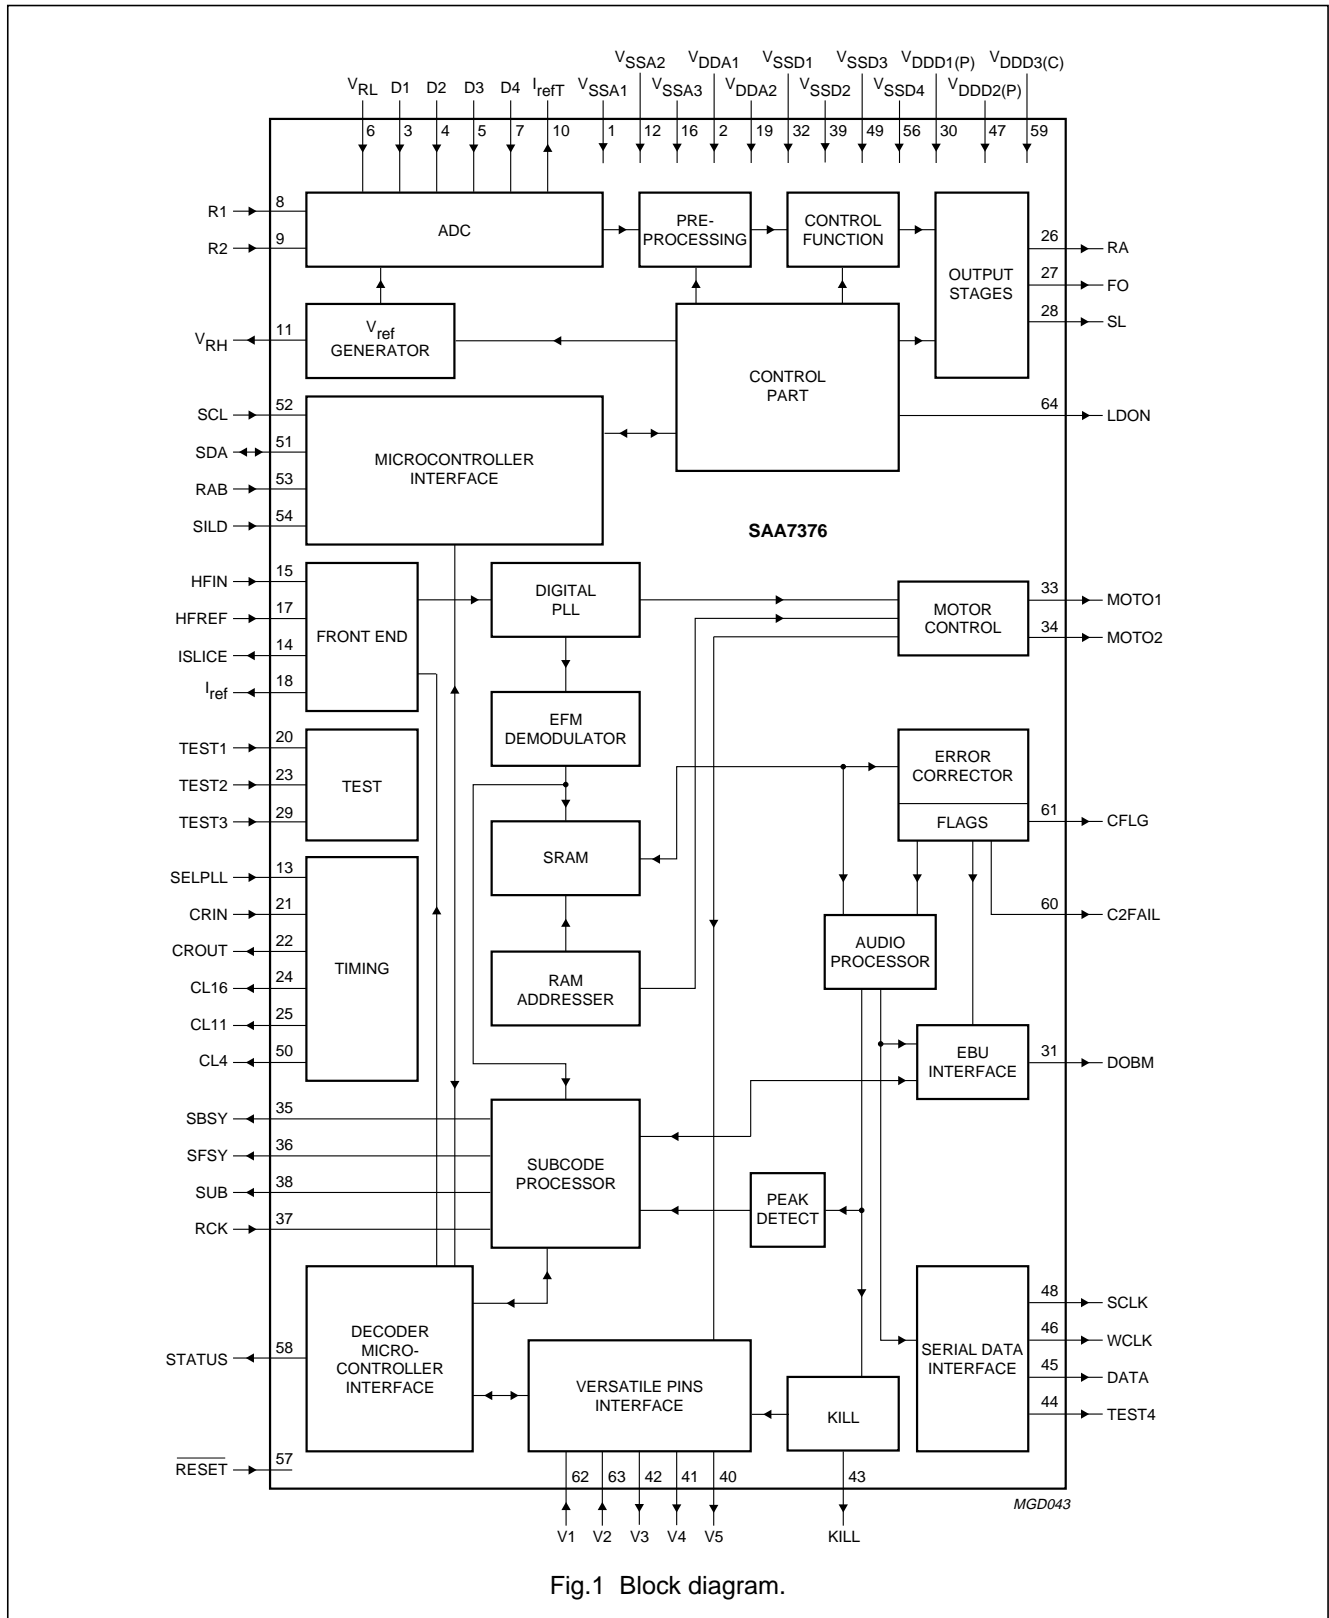 VSSA2 VDDA1 VSSD1 VSSD3 VDDD1(P) VDDD3(C)
VRL D1 D2 D3 D4 IrefT VSSA1 VSSA3 VDDA2 VSSD2 VSSD4 VDDD2(P)
6 3 4 5 7 10 1 12 16 2 19 32 39 49 56 30 47 59
R1 8
R2 9
ADC
PRE-
PROCESSING
CONTROL
FUNCTION
OUTPUT
STAGES
26 RA
27 FO
28 SL
VRH 11
Vref
GENERATOR
CONTROL
PART
64 LDON
SCL 52
SDA 51
RAB 53
SILD 54
MICROCONTROLLER
INTERFACE
SAA7376
HFIN 15
HFREF 17
ISLICE 14
Iref 18
FRONT END
DIGITAL
PLL
MOTOR
CONTROL
33 MOTO1
34 MOTO2
EFM
DEMODULATOR
TEST1 20
TEST2 23
TEST3 29
TEST
ERROR
CORRECTOR
FLAGS
61 CFLG
SRAM
SELPLL 13
CRIN 21
CROUT 22
CL16 24
CL11 25
CL4 50
TIMING
60 C2FAIL
AUDIO
PROCESSOR
RAM
ADDRESSER
EBU
INTERFACE
31 DOBM
SBSY 35
SFSY 36
SUB 38
RCK 37
SUBCODE
PROCESSOR
PEAK
DETECT
STATUS 58
DECODER
MICRO-
CONTROLLER
INTERFACE
VERSATILE PINS
INTERFACE
KILL
SERIAL DATA
INTERFACE
48 SCLK
46 WCLK
45 DATA
44 TEST4
RESET 57
62 63 42 41 40 43
V1 V2 V3 V4 V5 KILL
MGD043
Fig.1 Block diagram.